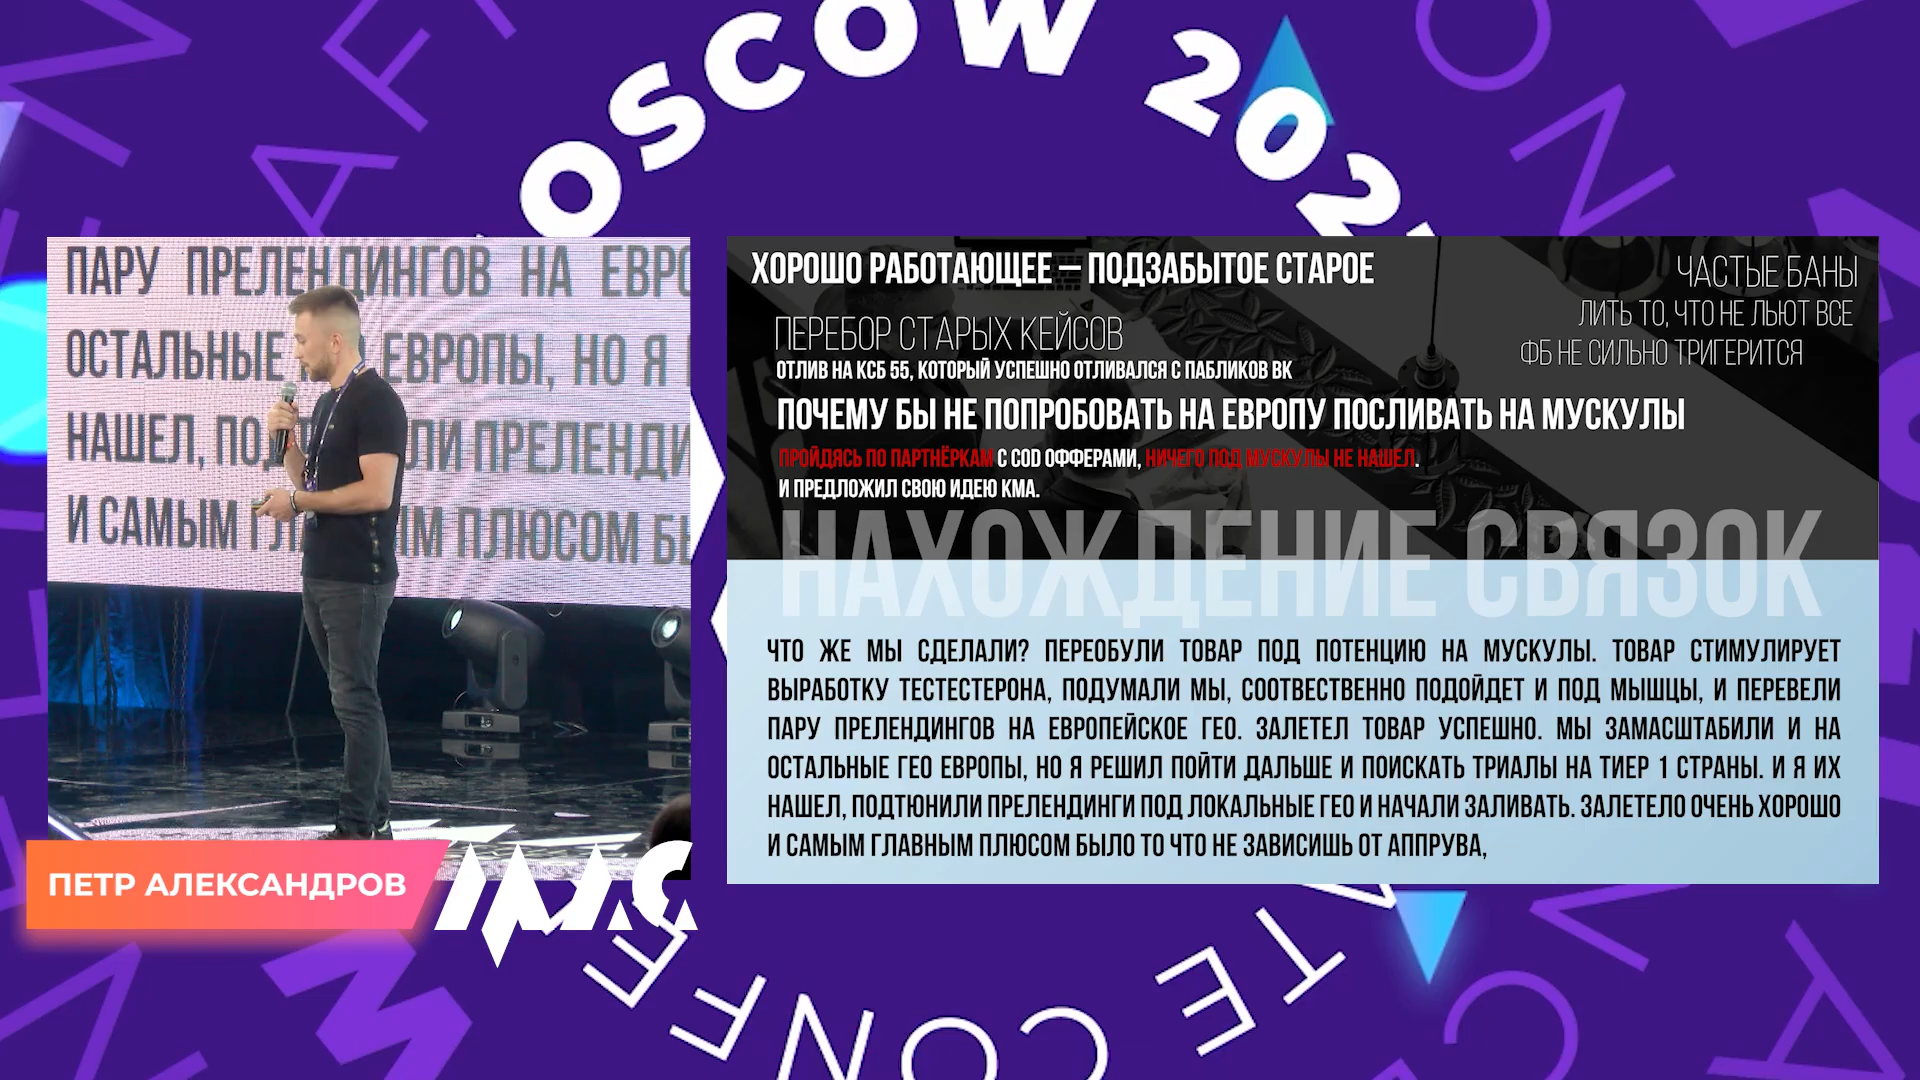 OSCOW 202
ПАРУ ПРЕЛЕНДИНГОВ НА ЕВРО
ОСТАЛЬНЫЕ ЕВРОПЫ, НО Я
НАШЕЛ, ПОД ЛИ ПРЕЛЕНДИ
И САМЫМ ГЛ ЫМ ПЛЮСОМ БЫ
ПЕТР АЛЕКСАНДРОВ
ХОРОШО РАБОТАЮЩЕЕ – ПОДЗАБЫТОЕ СТАРОЕ
ЧАСТЫЕ БАНЫ
ЛИТЬ ТО, ЧТО НЕ ЛЬЮТ ВСЕ
ФБ НЕ СИЛЬНО ТРИГЕРИТСЯ
ПЕРЕБОР СТАРЫХ КЕЙСОВ
ОТЛИВ НА КСБ 55, КОТОРЫЙ УСПЕШНО ОТЛИВАЛСЯ С ПАБЛИКОВ ВК
ПОЧЕМУ БЫ НЕ ПОПРОБОВАТЬ НА ЕВРОПУ ПОСЛИВАТЬ НА МУСКУЛЫ
ПРОЙДЯСЬ ПО ПАРТНЁРКАМ С COD ОФФЕРАМИ, НИЧЕГО ПОД МУСКУЛЫ НЕ НАШЕЛ.
И ПРЕДЛОЖИЛ СВОЮ ИДЕЮ КМА.
НАХОЖДЕНИЕ СВЯЗОК
ЧТО ЖЕ МЫ СДЕЛАЛИ? ПЕРЕОБУЛИ ТОВАР ПОД ПОТЕНЦИЮ НА МУСКУЛЫ. ТОВАР СТИМУЛИРУЕТ
ВЫРАБОТКУ ТЕСТЕСТЕРОНА, ПОДУМАЛИ МЫ, СООТВЕСТВЕННО ПОДОЙДЕТ И ПОД МЫШЦЫ, И ПЕРЕВЕЛИ
ПАРУ ПРЕЛЕНДИНГОВ НА ЕВРОПЕЙСКОЕ ГЕО. ЗАЛЕТЕЛ ТОВАР УСПЕШНО. МЫ ЗАМАСШТАБИЛИ И НА
ОСТАЛЬНЫЕ ГЕО ЕВРОПЫ, НО Я РЕШИЛ ПОЙТИ ДАЛЬШЕ И ПОИСКАТЬ ТРИАЛЫ НА ТИЕР 1 СТРАНЫ. И Я ИХ
НАШЕЛ, ПОДТЮНИЛИ ПРЕЛЕНДИНГИ ПОД ЛОКАЛЬНЫЕ ГЕО И НАЧАЛИ ЗАЛИВАТЬ. ЗАЛЕТЕЛО ОЧЕНЬ ХОРОШО
И САМЫМ ГЛАВНЫМ ПЛЮСОМ БЫЛО ТО ЧТО НЕ ЗАВИСИШЬ ОТ АППРУВА,
TE CONFE